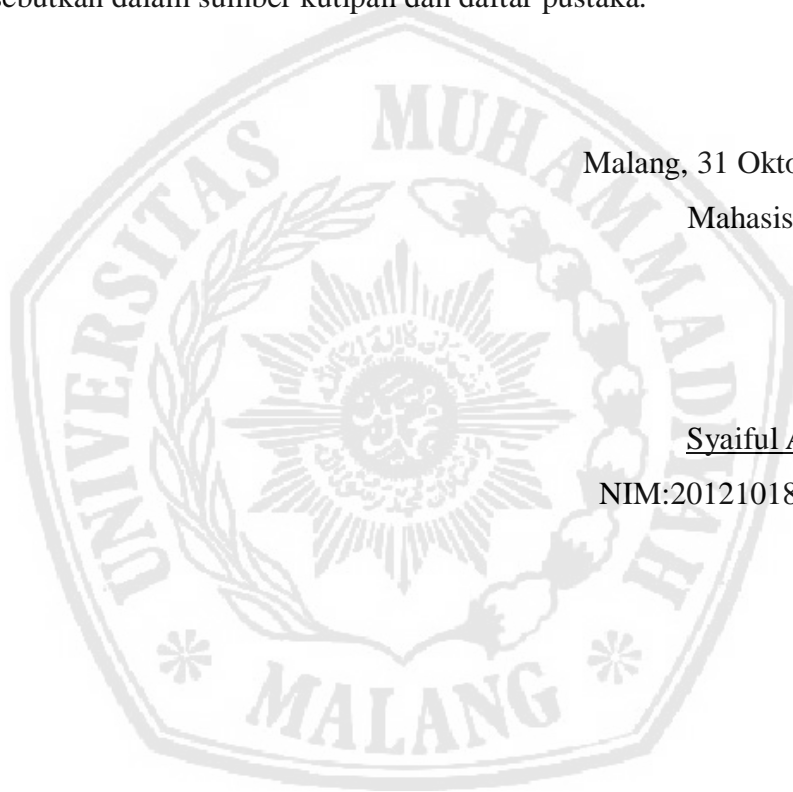 sebutkan dalam sumber kutipan dan daftar pustaka.
Malang, 31 Okto
Mahasis
Syaiful A
NIM:20121018
UNIVERSITAS MUHAMMADIYAH
MALANG